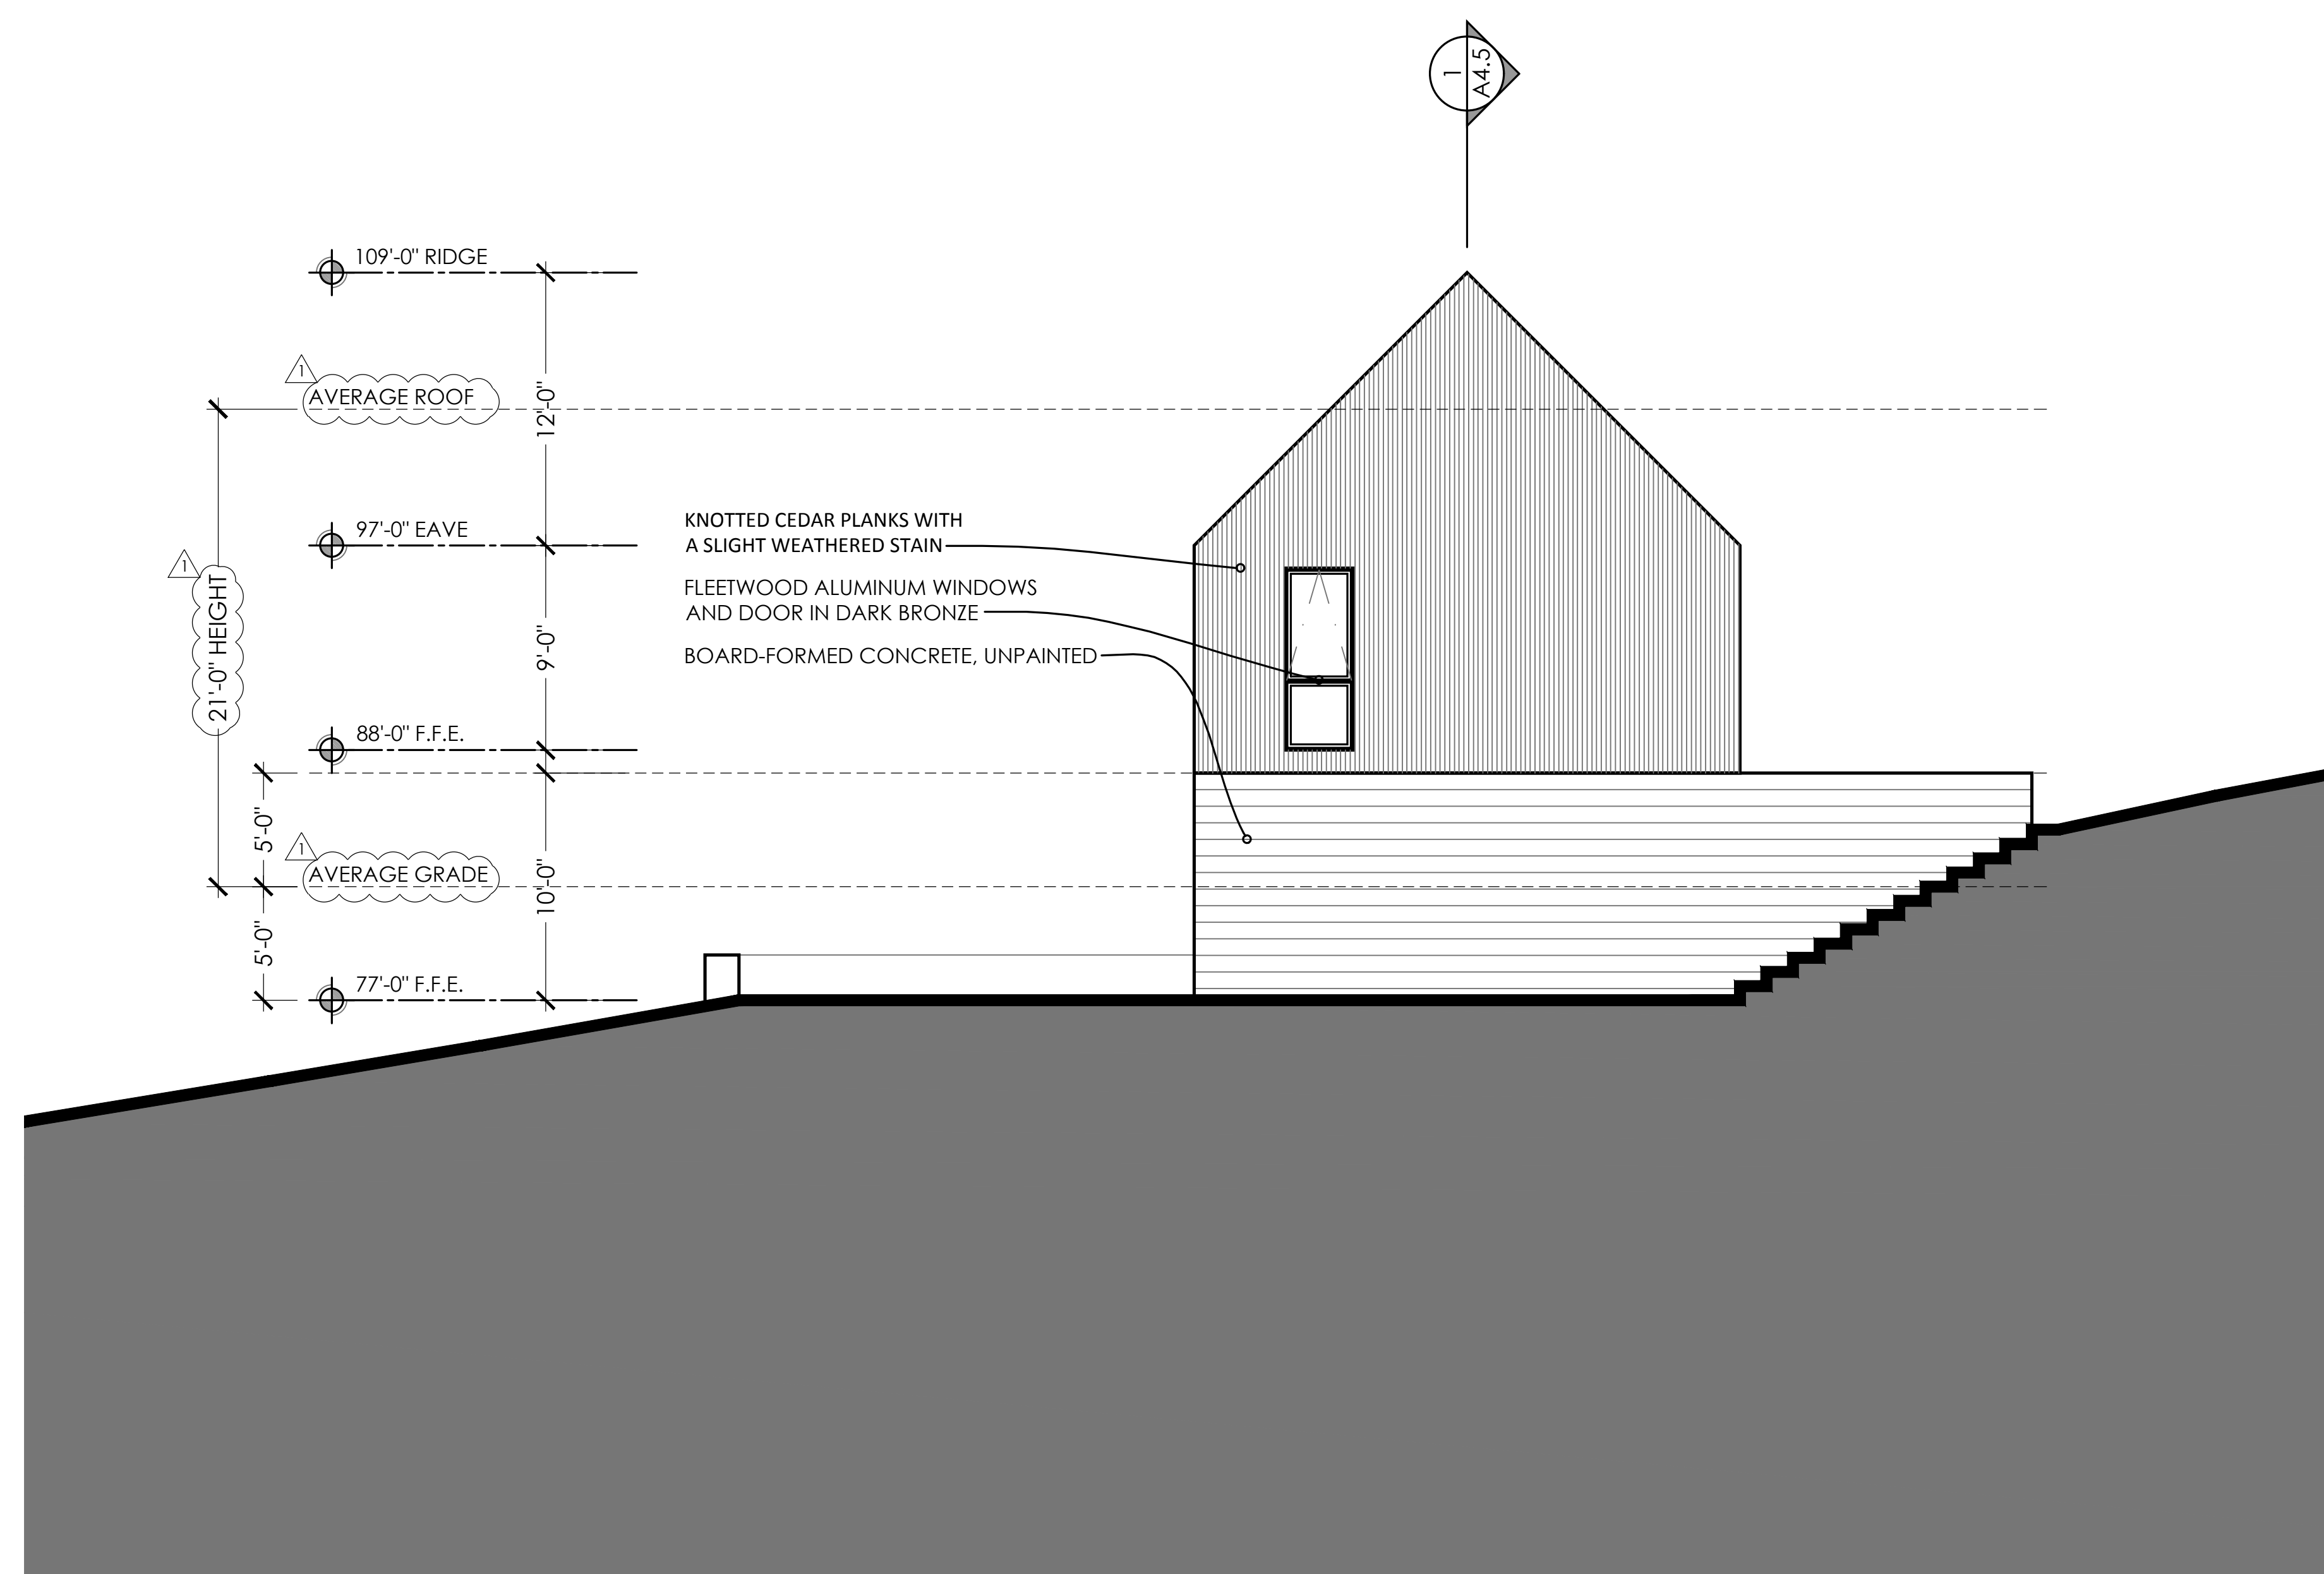 1
A4.5
109'-0" RIDGE
1
AVERAGE ROOF
12'-0"
97'-0" EAVE
KNOTTED CEDAR PLANKS WITH
A SLIGHT WEATHERED STAIN
FLEETWOOD ALUMINUM WINDOWS
AND DOOR IN DARK BRONZE
BOARD-FORMED CONCRETE, UNPAINTED
1
21'-0" HEIGHT
9'-0"
88'-0" F.F.E.
5'-0"
1
AVERAGE GRADE
10'-0"
5'-0"
77'-0" F.F.E.